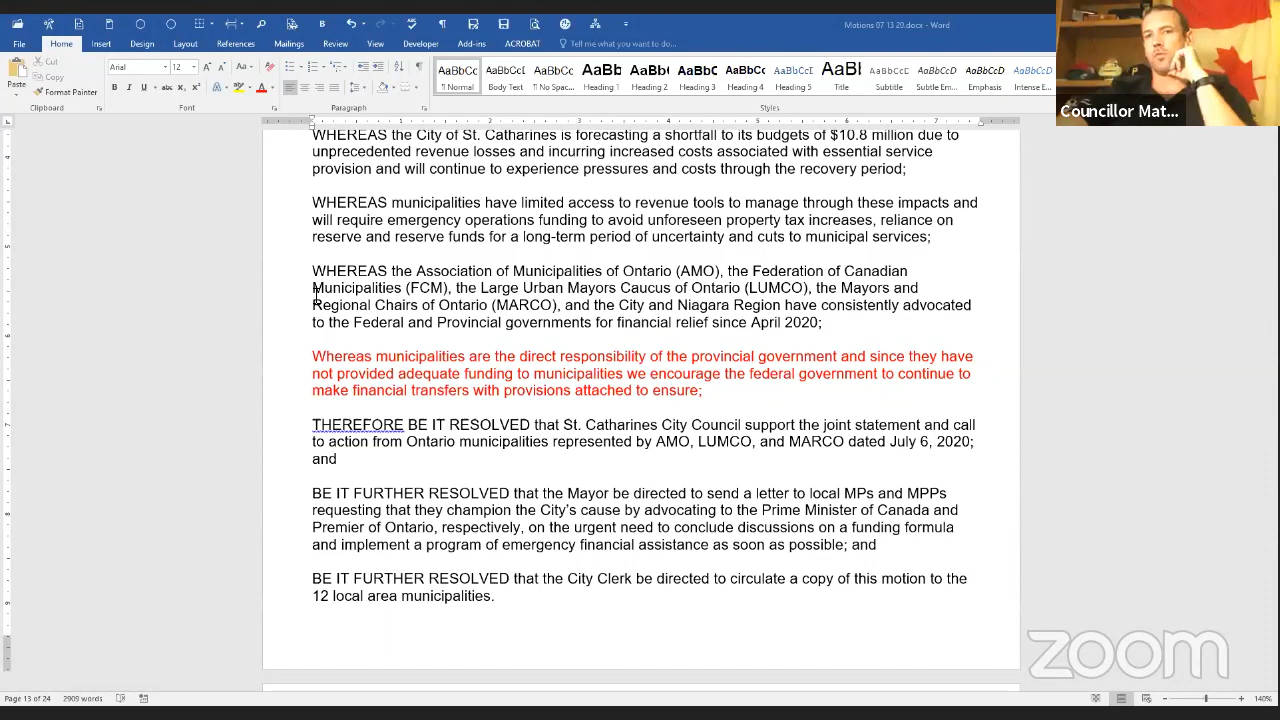 Motions 07 13 20.docx - Word
File Home Insert Design Layout References Mailings Review View Developer Add-ins ACROBAT Tell me what you want to do...
Cut
Copy
Paste
Format Painter
Clipboard
Arial 12
Font
Paragraph
AaBbCc AaBbCcI AaBbCc AaBb AaBb( AaBbC AaBbCc AaBbCcI AaBl AaBbCcD AaBbCcD AaBbCcD AaBbCcD
¶ Normal Body Text ¶ No Spac... Heading 1 Heading 2 Heading 3 Heading 4 Heading 5 Title Subtitle Subtle Em... Emphasis Intense E...
Styles
Councillor Mat...
WHEREAS the City of St. Catharines is forecasting a shortfall to its budgets of $10.8 million due to
unprecedented revenue losses and incurring increased costs associated with essential service
provision and will continue to experience pressures and costs through the recovery period;
WHEREAS municipalities have limited access to revenue tools to manage through these impacts and
will require emergency operations funding to avoid unforeseen property tax increases, reliance on
reserve and reserve funds for a long-term period of uncertainty and cuts to municipal services;
WHEREAS the Association of Municipalities of Ontario (AMO), the Federation of Canadian
Municipalities (FCM), the Large Urban Mayors Caucus of Ontario (LUMCO), the Mayors and
Regional Chairs of Ontario (MARCO), and the City and Niagara Region have consistently advocated
to the Federal and Provincial governments for financial relief since April 2020;
Whereas municipalities are the direct responsibility of the provincial government and since they have
not provided adequate funding to municipalities we encourage the federal government to continue to
make financial transfers with provisions attached to ensure;
THEREFORE BE IT RESOLVED that St. Catharines City Council support the joint statement and call
to action from Ontario municipalities represented by AMO, LUMCO, and MARCO dated July 6, 2020;
and
BE IT FURTHER RESOLVED that the Mayor be directed to send a letter to local MPs and MPPs
requesting that they champion the City’s cause by advocating to the Prime Minister of Canada and
Premier of Ontario, respectively, on the urgent need to conclude discussions on a funding formula
and implement a program of emergency financial assistance as soon as possible; and
BE IT FURTHER RESOLVED that the City Clerk be directed to circulate a copy of this motion to the
12 local area municipalities.
zoom
Page 13 of 24 2909 words
140%